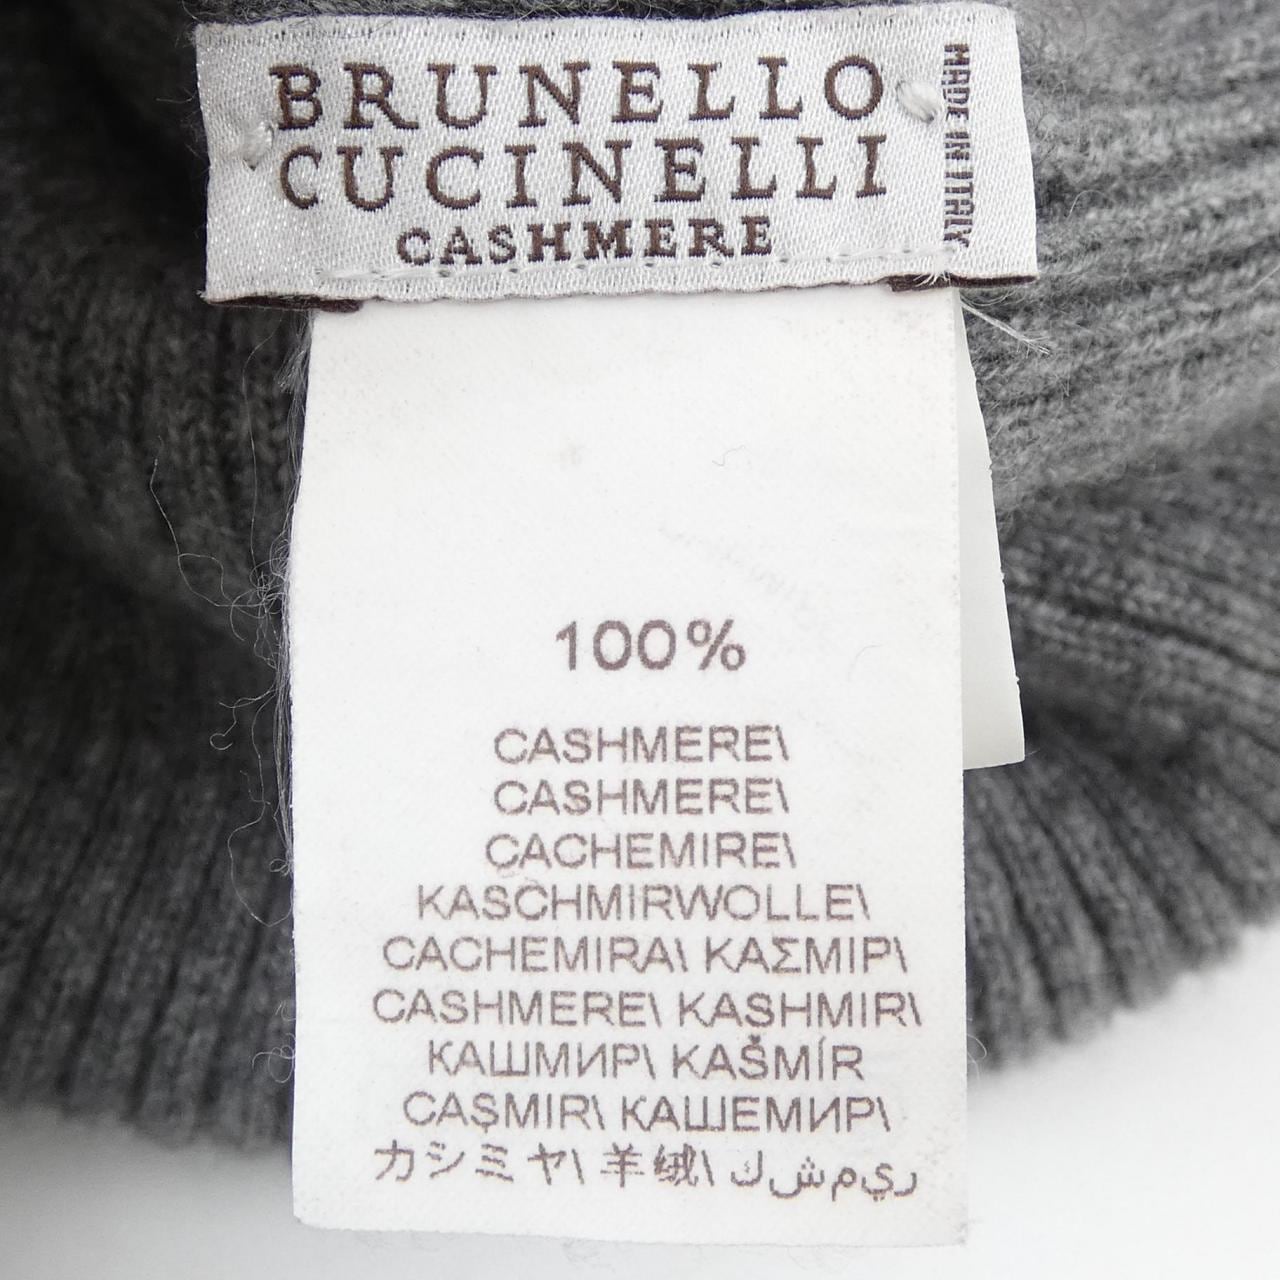 BRUNELLO
CUCINELLI
CASHMERE
MADE IN ITALY
100%
CASHMERE\
CASHMERE\
CACHEMIRE\
KASCHMIRWOLLE\
CACHEMIRA\ ΚΑΣΜΙΡ\
CASHMERE\ KASHMIR\
КАШМИР\ KAŠMÍR
CAŞMIR\ КАШЕМИР\
カシミヤ\ 羊绒\ كشمير